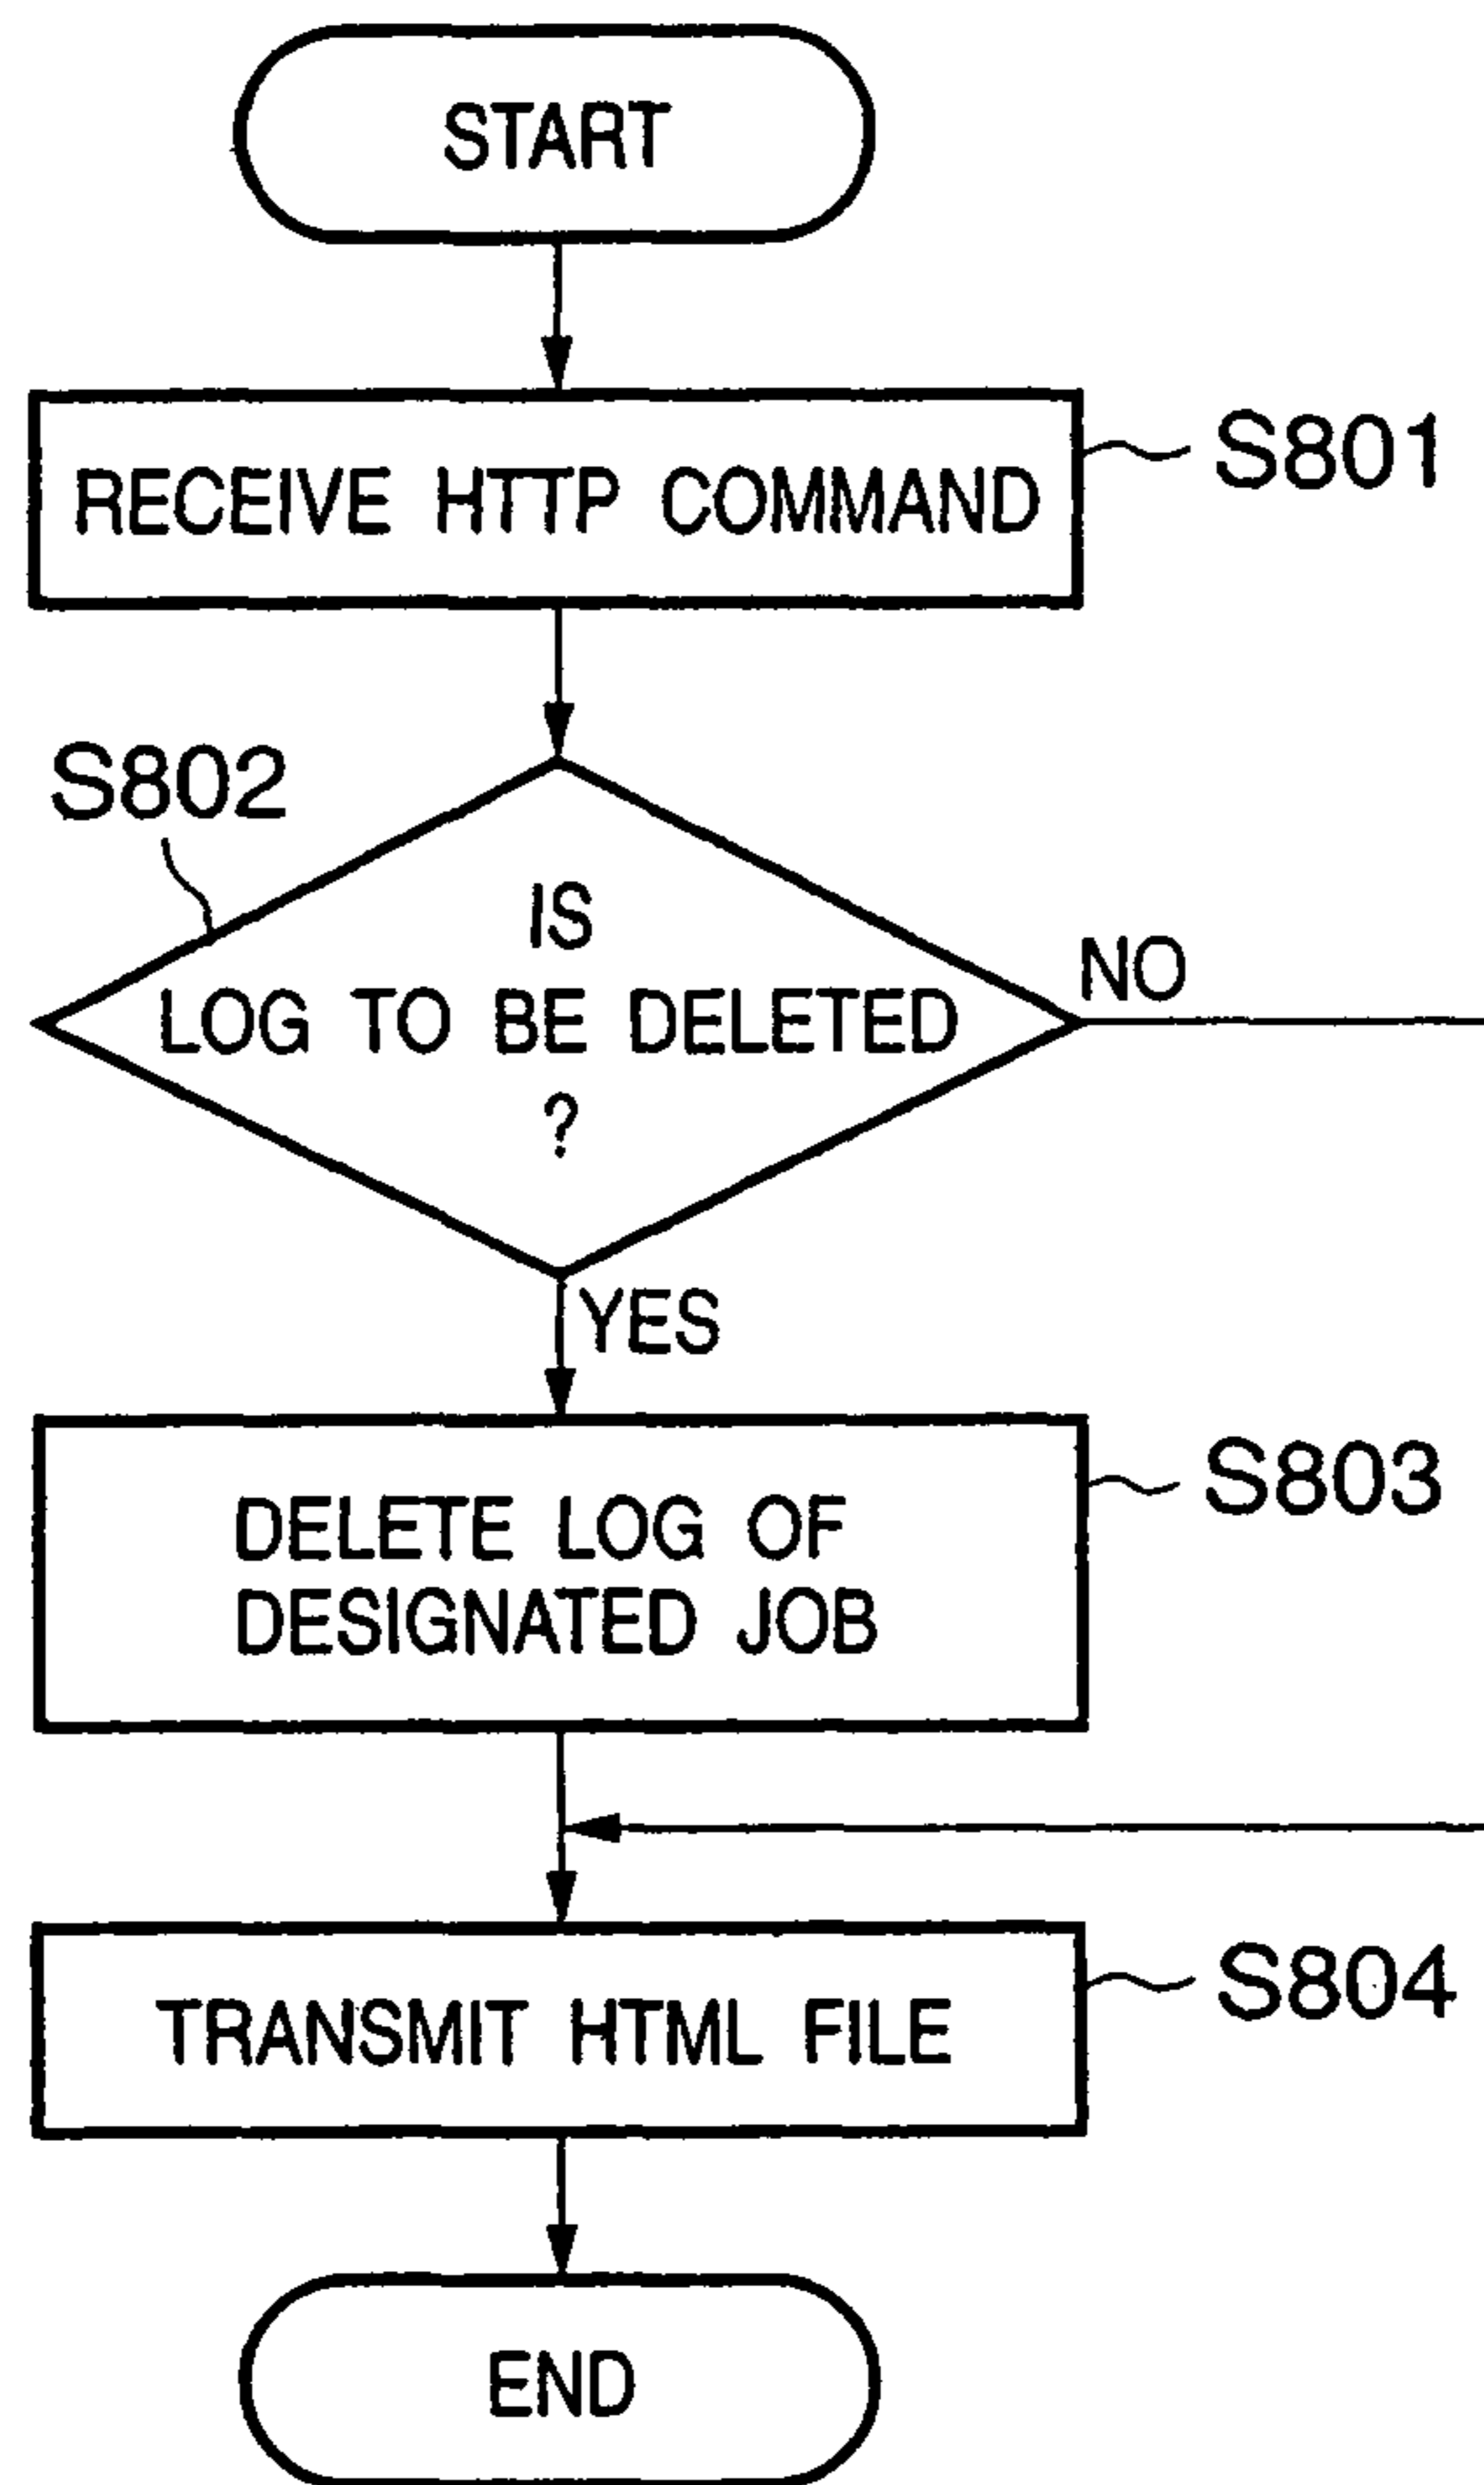 START
RECEIVE HTTP COMMAND
S801
S802
IS
LOG TO BE DELETED
?
NO
YES
DELETE LOG OF
DESIGNATED JOB
S803
TRANSMIT HTML FILE
S804
END